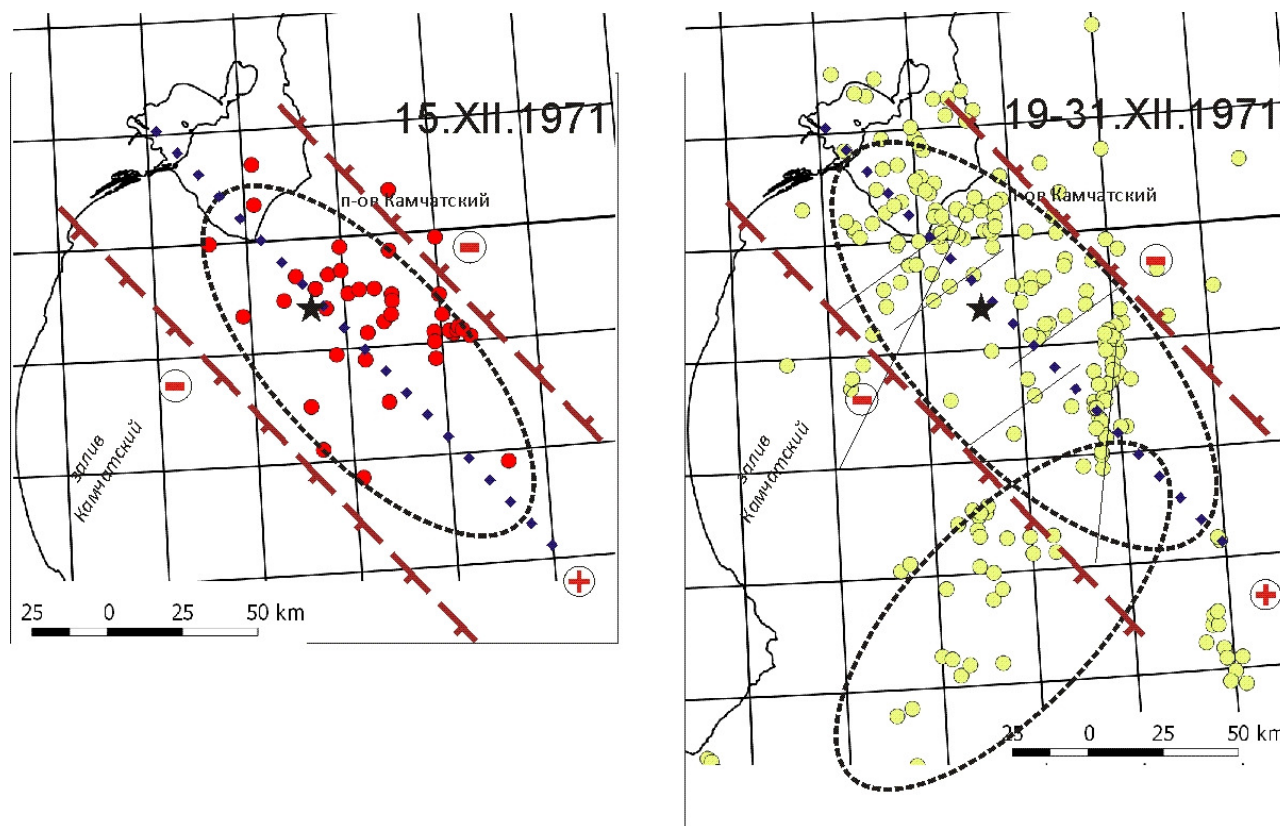 15.XII.1971
п-ов Камчатский
залив
Камчатский
25 0 25 50 km
19-31.XII.1971
п-ов Камчатский
залив
Камчатский
25 0 25 50 km